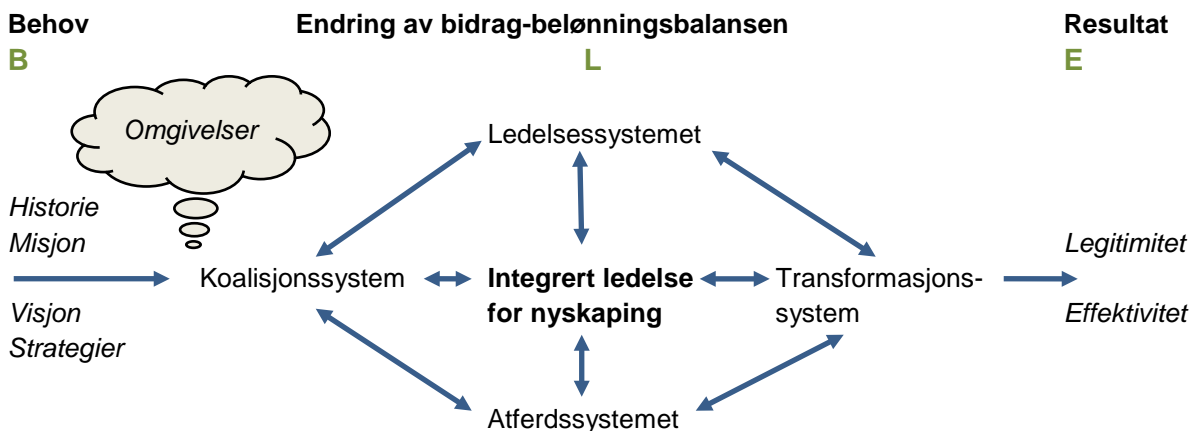 Behov Endring av bidrag-belønningsbalansen Resultat
B L E
Omgivelser
Ledelsessystemet
Historie
Misjon
Koalisjonssystem
Integrert ledelse
for nyskaping
Transformasjons-
system
Legitimitet
Effektivitet
Visjon
Strategier
Atferdssystemet